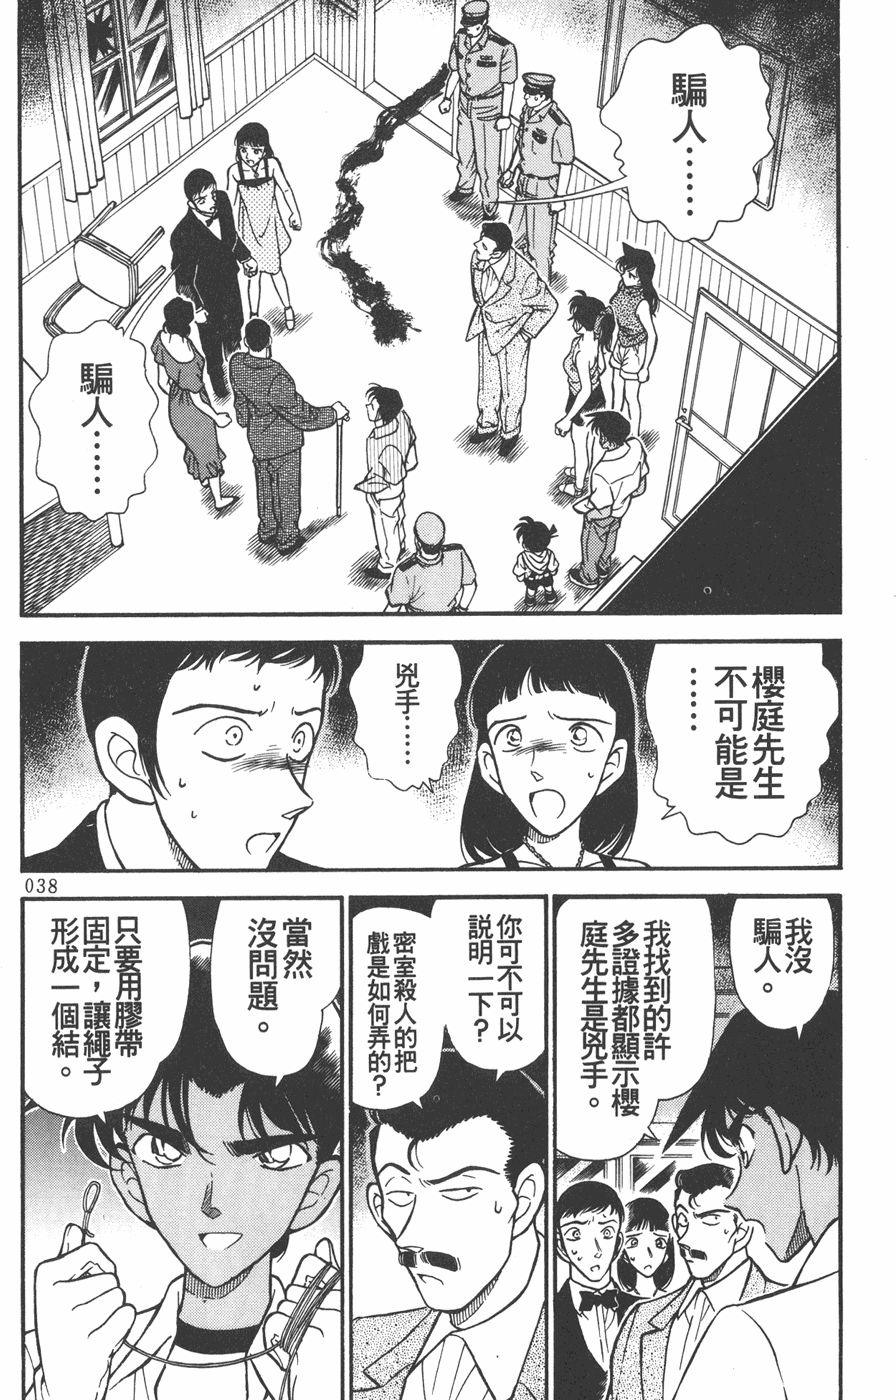 騙人……
騙人……
櫻庭先生
不可能是
……
兇手……
038
我沒
騙人。
我找到的許
多證據都顯示櫻
庭先生是兇手。
你可不可以
說明一下?
密室殺人的把
戲是如何弄的?
當然
沒問題。
只要用膠帶
固定，讓繩子
形成一個結。